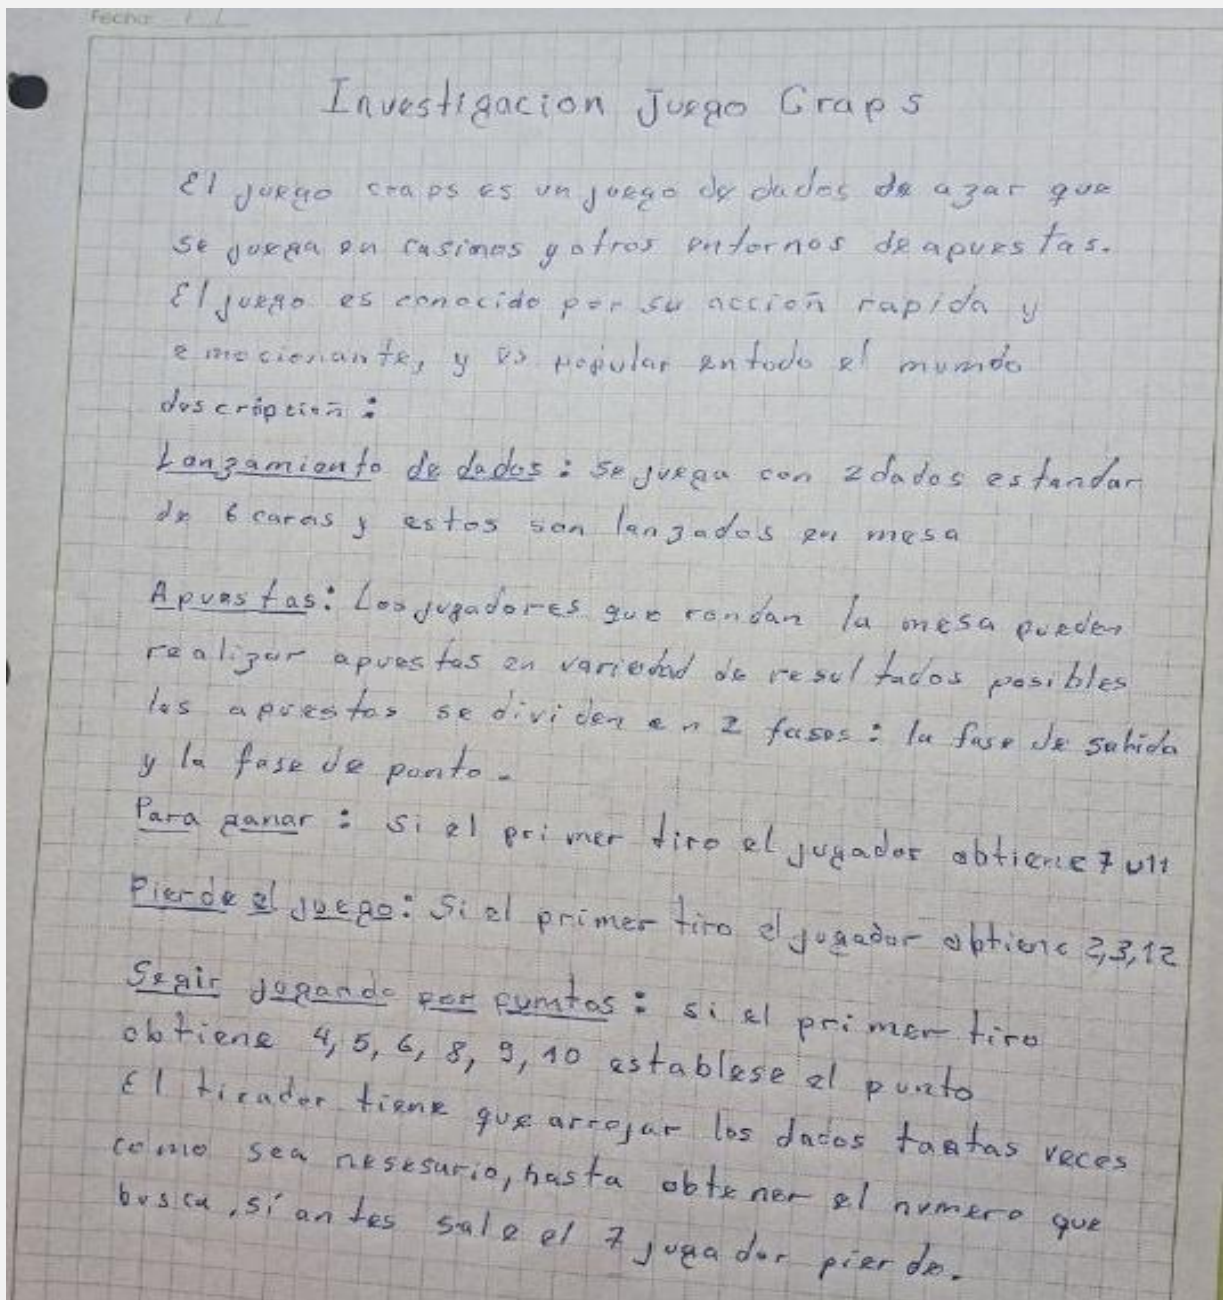 Fecha: / /
Investigacion Juego Craps
El juego craps es un juego de dados de azar que
se juega en casinos y otros entornos de apuestas.
El juego es conocido por su acción rapida y
emocionante, y es popular en todo el mumdo
descripción:
Lanzamiento de dados: se juega con 2 dados estandar
de 6 caras y estos son lanzados en mesa
Apuestas: Los jugadores que rondan la mesa pueden
realizar apuestas en variedad de resultados posibles
las apuestas se dividen en 2 fases: la fase de salida
y la fase de punto.
Para ganar: si el primer tiro el jugador obtiene 7 u 11
Pierde el juego: Si el primer tiro el jugador obtiene 2,3,12
Segir jugando por pumtos: si el primer tiro
obtiene 4, 5, 6, 8, 9, 10 establese el punto
El tirador tiene que arrojar los dados tantas veces
como sea nesesario, hasta obtener el numero que
busca, si antes sale el 7 jugador pierde.